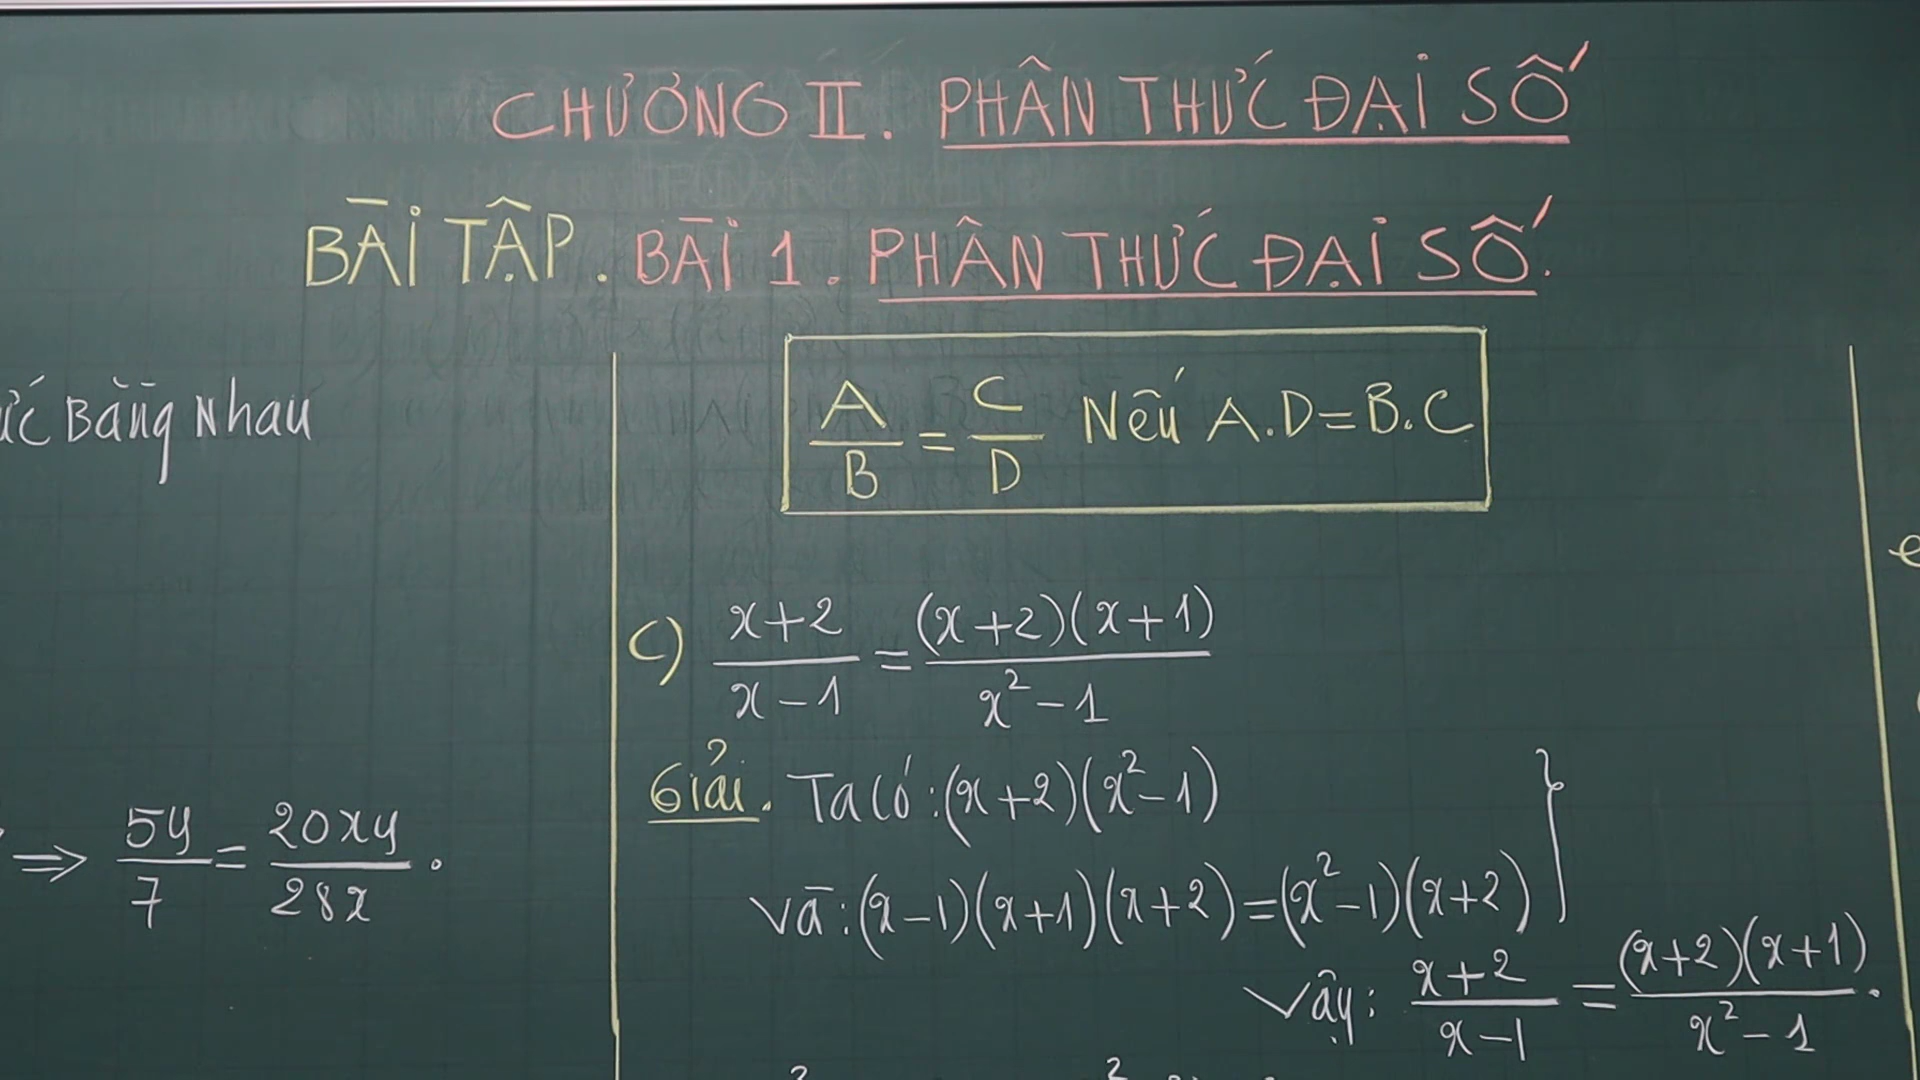 CHƯƠNG II. PHÂN THỨC ĐẠI SỐ
BÀI TẬP. BÀI 1. PHÂN THỨC ĐẠI SỐ.
Bằng Nhau
⇒ 5y/7 = 20xy/28x.
A/B = C/D Nếu A.D=B.C
c) (x+2)/(x-1) = (x+2)(x+1)/(x²-1)
Giải. Ta có: (x+2)(x²-1)
và: (x-1)(x+1)(x+2)=(x²-1)(x+2) }
Vậy: (x+2)/(x-1) = (x+2)(x+1)/(x²-1).